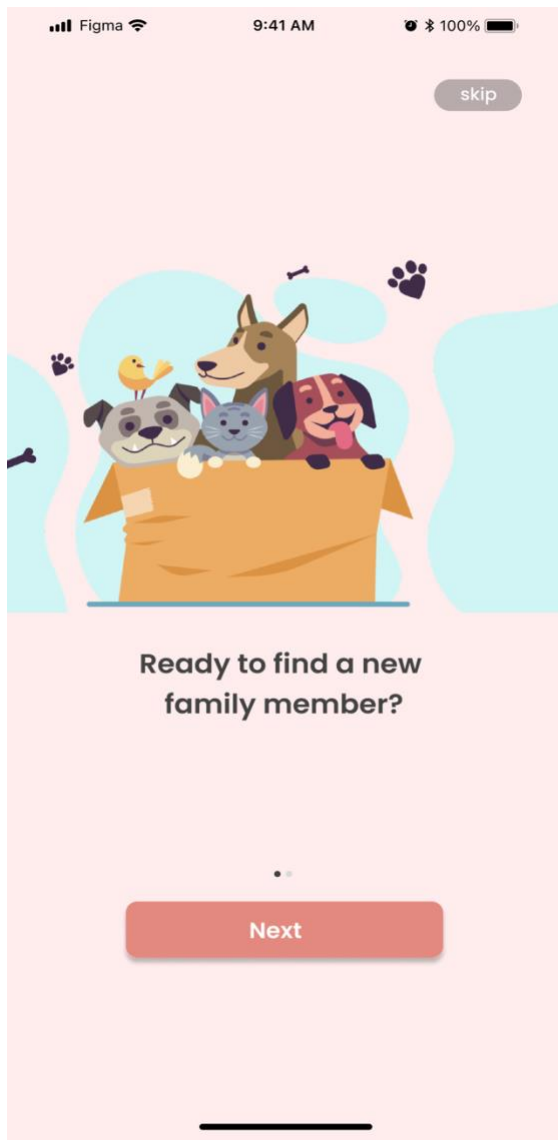 Figma 9:41 AM 100%
skip
Ready to find a new
family member?
Next